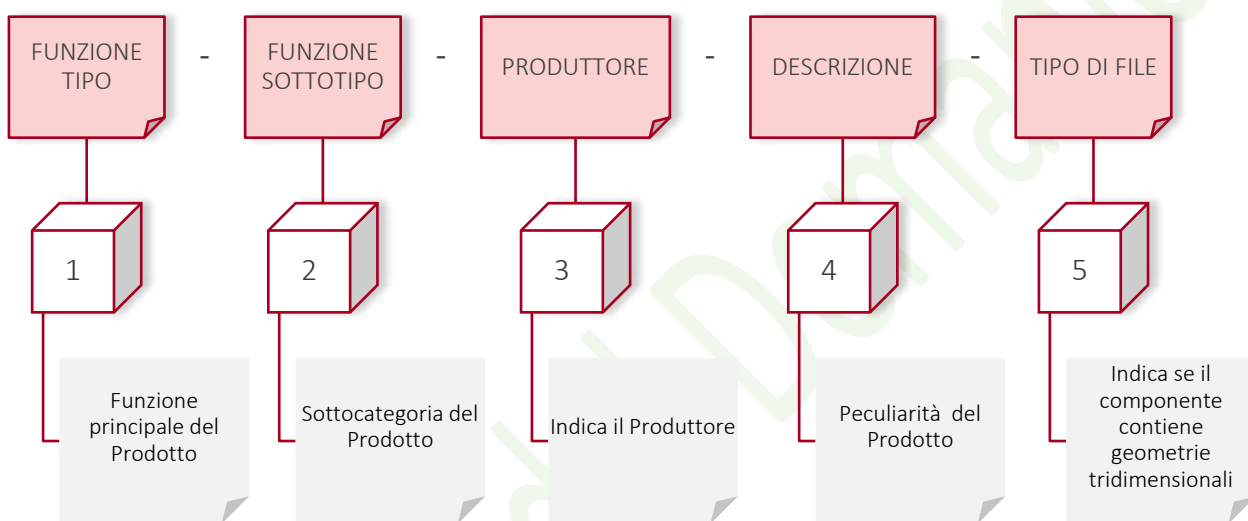 FUNZIONE
TIPO
-
FUNZIONE
SOTTOTIPO
-
PRODUTTORE
-
DESCRIZIONE
-
TIPO DI FILE
1
2
3
4
5
Funzione
principale del
Prodotto
Sottocategoria del
Prodotto
Indica il Produttore
Peculiarità del
Prodotto
Indica se il
componente
contiene
geometrie
tridimensionali